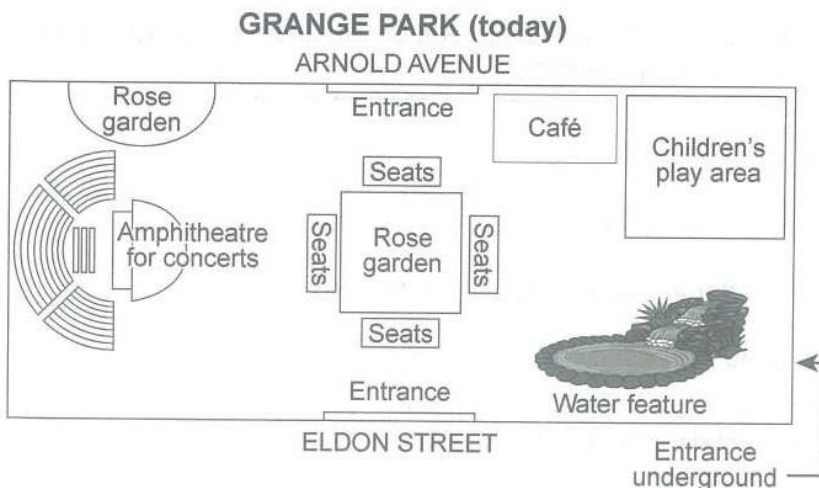 GRANGE PARK (today)
ARNOLD AVENUE
Rose
garden
Entrance
Café
Children's
play area
Seats
Amphitheatre
for concerts
Seats
Rose
garden
Seats
Seats
Entrance
Water feature
ELDON STREET
Entrance
underground